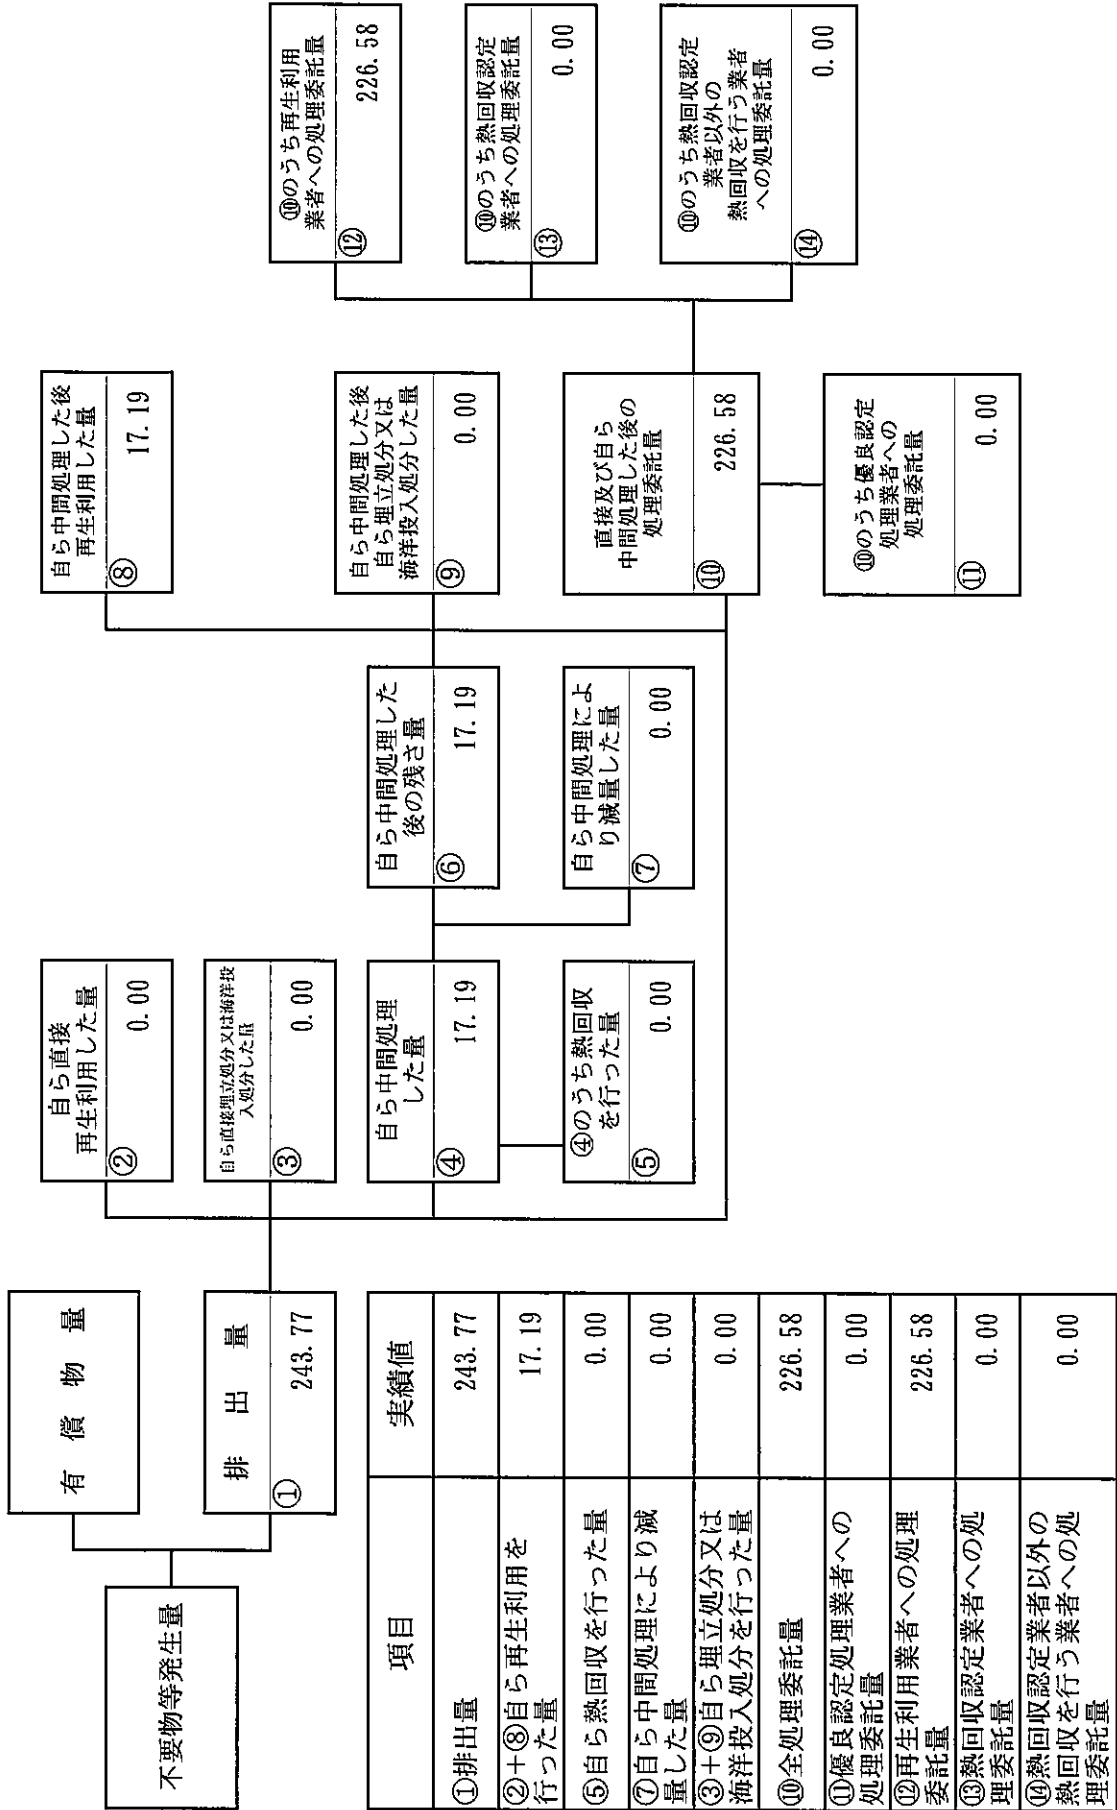 不要物等発生量
有償物量
排出量
①
243.77
自ら直接
再生利用した量
②
0.00
自ら直接埋立処分又は海洋投
入処分した量
③
0.00
自ら中間処理
した量
④
17.19
④のうち熱回収
を行った量
⑤
0.00
自ら中間処理した
後の残さ量
⑥
17.19
自ら中間処理によ
り減量した量
⑦
0.00
自ら中間処理した後
再生利用した量
⑧
17.19
自ら中間処理した後
自ら埋立処分又は
海洋投入処分した量
⑨
0.00
直接及び自ら
中間処理した後の
処理委託量
⑩
226.58
⑩のうち優良認定
処理業者への
処理委託量
⑪
0.00
⑩のうち再生利用
業者への処理委託量
⑫
226.58
⑩のうち熱回収認定
業者への処理委託量
⑬
0.00
⑩のうち熱回収認定
業者以外の
熱回収を行う業者
への処理委託量
⑭
0.00
項目 実績値
①排出量 243.77
②+⑧自ら再生利用を
行った量 17.19
⑤自ら熱回収を行った量 0.00
⑦自ら中間処理により減
量した量 0.00
③+⑨自ら埋立処分又は
海洋投入処分を行った量 0.00
⑩全処理委託量 226.58
⑪優良認定処理業者への
処理委託量 0.00
⑫再生利用業者への処理
委託量 226.58
⑬熱回収認定業者への処
理委託量 0.00
⑭熱回収認定業者以外の
熱回収を行う業者への処
理委託量 0.00